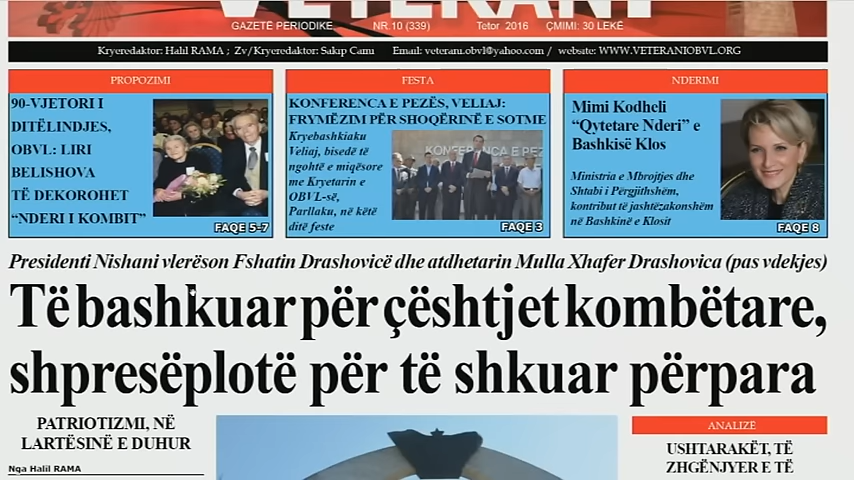 VETERANI
GAZETË PERIODIKE NR.10 (339) Tetor 2016 ÇMIMI: 30 LEKË
Kryeredaktor: Halil RAMA ; Zv/Kryeredaktor: Sakip Cami Email: veterani.obvl@yahoo.com / website: WWW.VETERANIOBVL.ORG
PROPOZIMI
90-VJETORI I
DITËLINDJES,
OBVL: LIRI
BELISHOVA
TË DEKOROHET
“NDERI I KOMBIT”
FAQE 5-7
FESTA
KONFERENCA E PEZËS, VELIAJ:
FRYMËZIM PËR SHOQËRINË E SOTME
Kryebashkiaku
Veliaj, bisedë të
ngohtë e miqësore
me Kryetarin e
OBVL-së,
Parllaku, në këtë
ditë feste
KONFERENCA E PEZ
FAQE 3
NDERIMI
Mimi Kodheli
“Qytetare Nderi” e
Bashkisë Klos
Ministria e Mbrojtjes dhe
Shtabi i Përgjithshëm,
kontribut të jashtëzakonshëm
në Bashkinë e Klosit
FAQE 8
Presidenti Nishani vlerëson Fshatin Drashovicë dhe atdhetarin Mulla Xhafer Drashovica (pas vdekjes)
Të bashkuar për çështjet kombëtare,
shpresëplotë për të shkuar përpara
PATRIOTIZMI, NË
LARTËSINË E DUHUR
Nga Halil RAMA
ANALIZË
USHTARAKËT, TË
ZHGËNJYER E TË